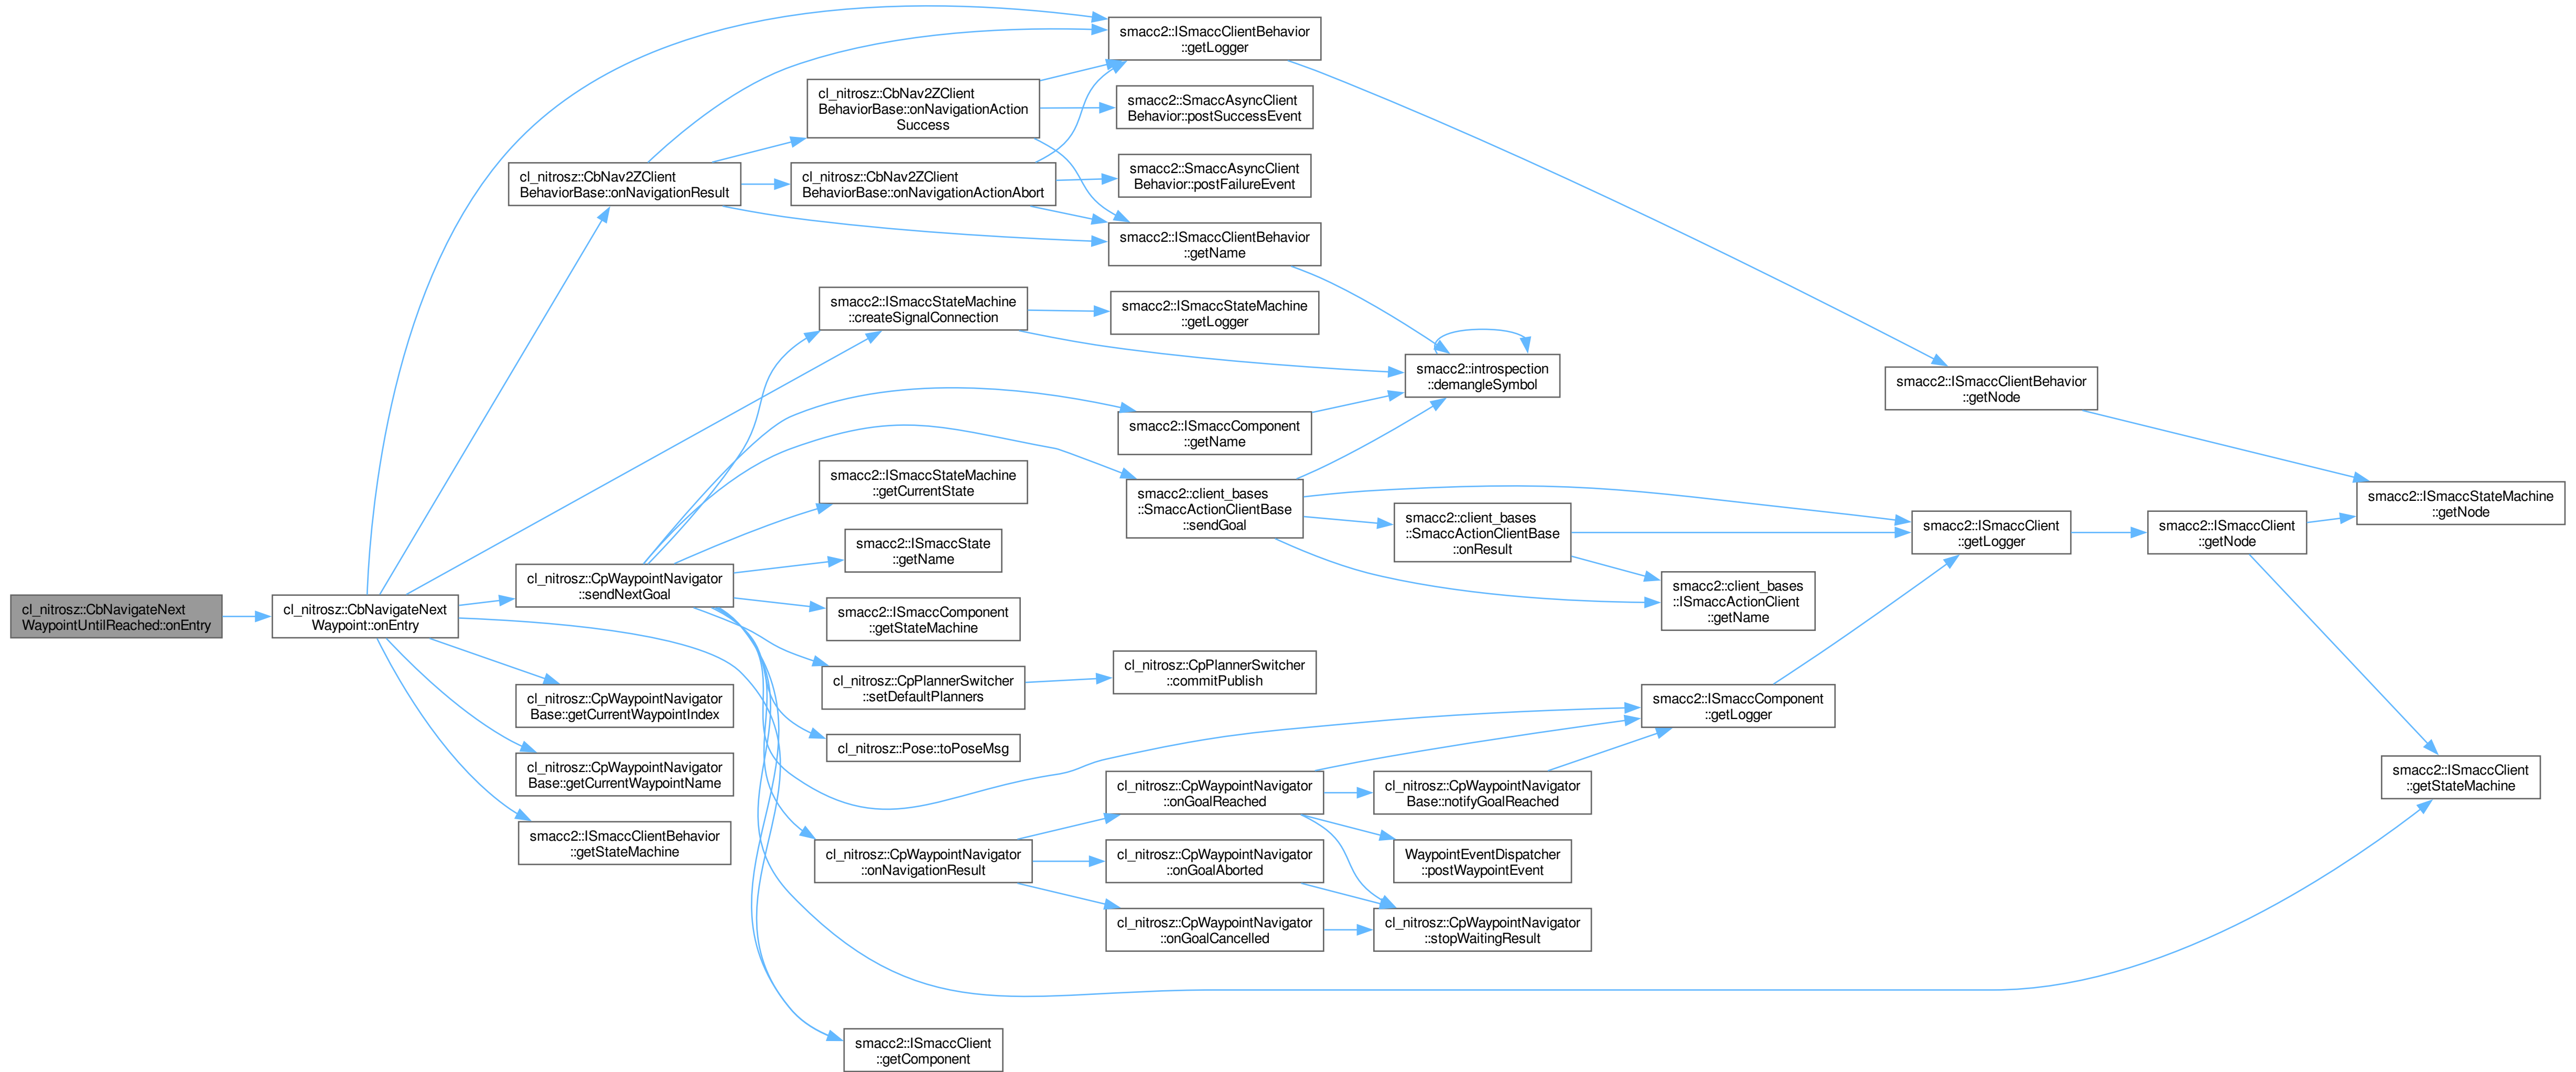 cl_nitrosz::CbNavigateNext
WaypointUntilReached::onEntry
cl_nitrosz::CbNavigateNext
Waypoint::onEntry
cl_nitrosz::CbNav2ZClient
BehaviorBase::onNavigationResult
cl_nitrosz::CpWaypointNavigator
::sendNextGoal
cl_nitrosz::CpWaypointNavigator
Base::getCurrentWaypointIndex
cl_nitrosz::CpWaypointNavigator
Base::getCurrentWaypointName
smacc2::ISmaccClientBehavior
::getStateMachine
cl_nitrosz::CbNav2ZClient
BehaviorBase::onNavigationAction
Success
cl_nitrosz::CbNav2ZClient
BehaviorBase::onNavigationActionAbort
smacc2::ISmaccStateMachine
::createSignalConnection
smacc2::ISmaccStateMachine
::getCurrentState
smacc2::ISmaccState
::getName
smacc2::ISmaccComponent
::getStateMachine
cl_nitrosz::CpPlannerSwitcher
::setDefaultPlanners
cl_nitrosz::Pose::toPoseMsg
cl_nitrosz::CpWaypointNavigator
::onNavigationResult
smacc2::ISmaccClient
::getComponent
smacc2::ISmaccClientBehavior
::getLogger
smacc2::SmaccAsyncClient
Behavior::postSuccessEvent
smacc2::SmaccAsyncClient
Behavior::postFailureEvent
smacc2::ISmaccClientBehavior
::getName
smacc2::ISmaccStateMachine
::getLogger
smacc2::ISmaccComponent
::getName
smacc2::client_bases
::SmaccActionClientBase
::sendGoal
cl_nitrosz::CpPlannerSwitcher
::commitPublish
cl_nitrosz::CpWaypointNavigator
::onGoalReached
cl_nitrosz::CpWaypointNavigator
::onGoalAborted
cl_nitrosz::CpWaypointNavigator
::onGoalCancelled
smacc2::introspection
::demangleSymbol
smacc2::client_bases
::SmaccActionClientBase
::onResult
cl_nitrosz::CpWaypointNavigator
Base::notifyGoalReached
WaypointEventDispatcher
::postWaypointEvent
cl_nitrosz::CpWaypointNavigator
::stopWaitingResult
smacc2::client_bases
::ISmaccActionClient
::getName
smacc2::ISmaccComponent
::getLogger
smacc2::ISmaccClientBehavior
::getNode
smacc2::ISmaccClient
::getLogger
smacc2::ISmaccClient
::getNode
smacc2::ISmaccStateMachine
::getNode
smacc2::ISmaccClient
::getStateMachine